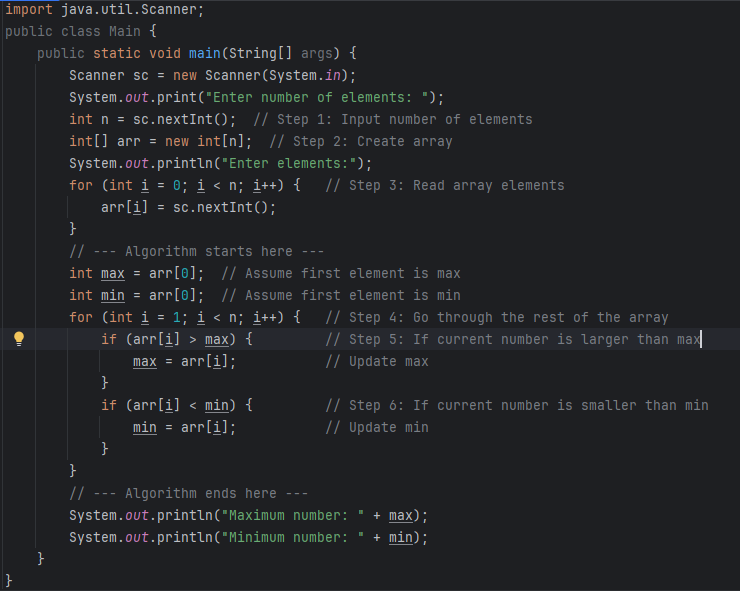 import java.util.Scanner;
public class Main {
    public static void main(String[] args) {
        Scanner sc = new Scanner(System.in);
        System.out.print("Enter number of elements: ");
        int n = sc.nextInt();  // Step 1: Input number of elements
        int[] arr = new int[n];  // Step 2: Create array
        System.out.println("Enter elements:");
        for (int i = 0; i < n; i++) {   // Step 3: Read array elements
            arr[i] = sc.nextInt();
        }
        // --- Algorithm starts here ---
        int max = arr[0];  // Assume first element is max
        int min = arr[0];  // Assume first element is min
        for (int i = 1; i < n; i++) {   // Step 4: Go through the rest of the array
            if (arr[i] > max) {         // Step 5: If current number is larger than max
                max = arr[i];           // Update max
            }
            if (arr[i] < min) {         // Step 6: If current number is smaller than min
                min = arr[i];           // Update min
            }
        }
        // --- Algorithm ends here ---
        System.out.println("Maximum number: " + max);
        System.out.println("Minimum number: " + min);
    }
}